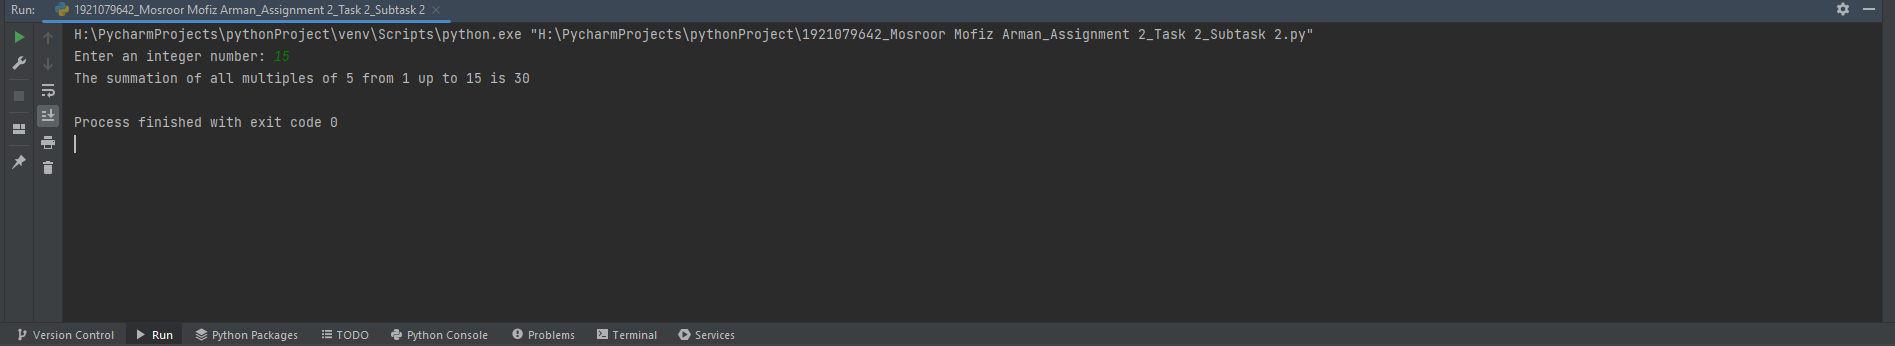 Run: 1921079642_Mosroor Mofiz Arman_Assignment 2_Task 2_Subtask 2
H:\PycharmProjects\pythonProject\venv\Scripts\python.exe "H:\PycharmProjects\pythonProject\1921079642_Mosroor Mofiz Arman_Assignment 2_Task 2_Subtask 2.py"
Enter an integer number: 15
The summation of all multiples of 5 from 1 up to 15 is 30
Process finished with exit code 0
Version Control Run Python Packages TODO Python Console Problems Terminal Services